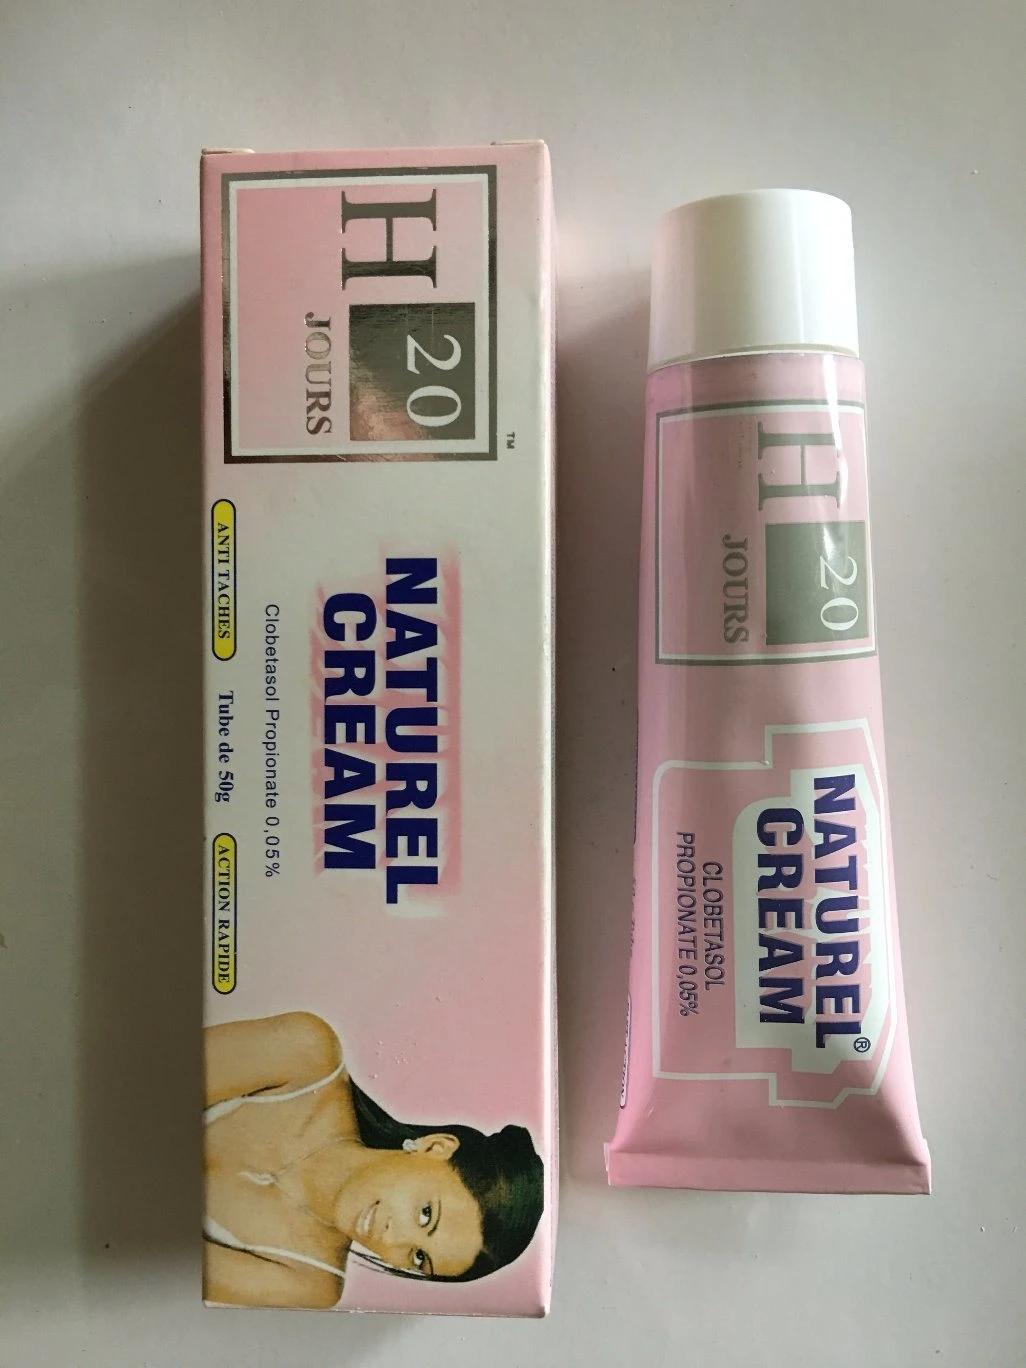 H
20
JOURS
TM
NATUREL
CREAM
Clobetasol Propionate 0,05%
ANTI TACHES
Tube de 50g
ACTION RAPIDE
H
20
JOURS
NATUREL
CREAM®
CLOBETASOL
PROPIONATE 0,05%